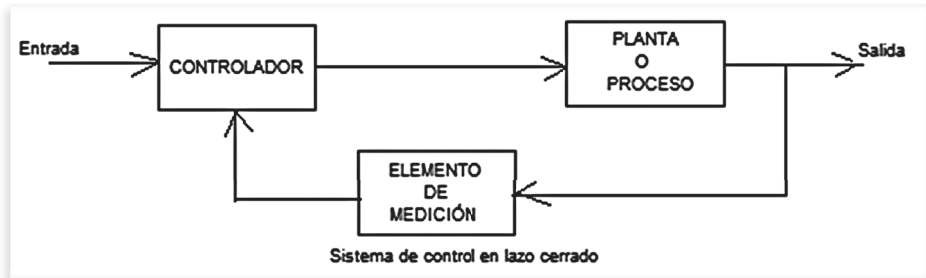 Entrada
CONTROLADOR
PLANTA
O
PROCESO
Salida
ELEMENTO
DE
MEDICIÓN
Sistema de control en lazo cerrado